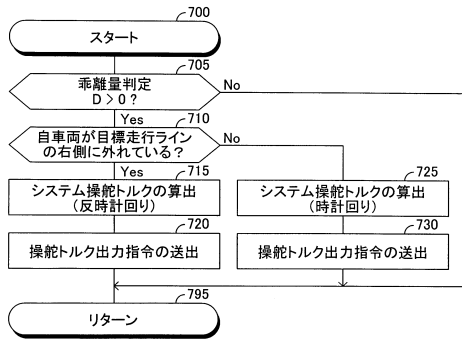 700
スタート
705
乖離量判定
D＞0？
No
Yes
710
自車両が目標走行ライン
の右側に外れている？
No
Yes
715
システム操舵トルクの算出
（反時計回り）
725
システム操舵トルクの算出
（時計回り）
720
操舵トルク出力指令の送出
730
操舵トルク出力指令の送出
795
リターン